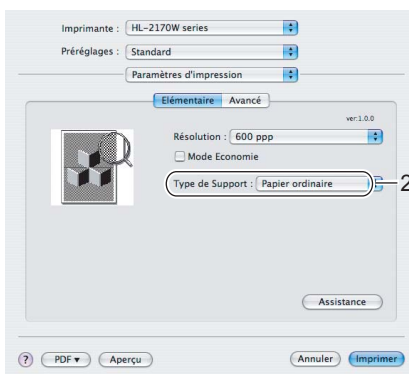 Imprimante : HL-2170W series
Préréglages : Standard
Paramètres d'impression
Elémentaire Avancé
ver:1.0.0
Résolution : 600 ppp
Mode Economie
Type de Support : Papier ordinaire 2
Assistance
? PDF ▼ Aperçu Annuler Imprimer